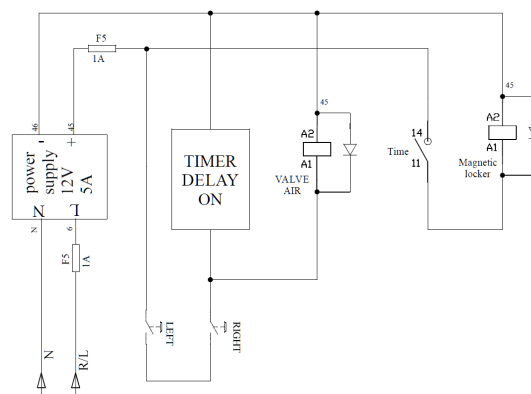 F5
1A
46
45
-
+
power
supply
12V
5A
N
L
N
6
F5
1A
N
R/L
TIMER
DELAY
ON
LEFT
RIGHT
45
A2
A1
VALVE
AIR
Time
14
11
45
A2
A1
Magnetic
locker